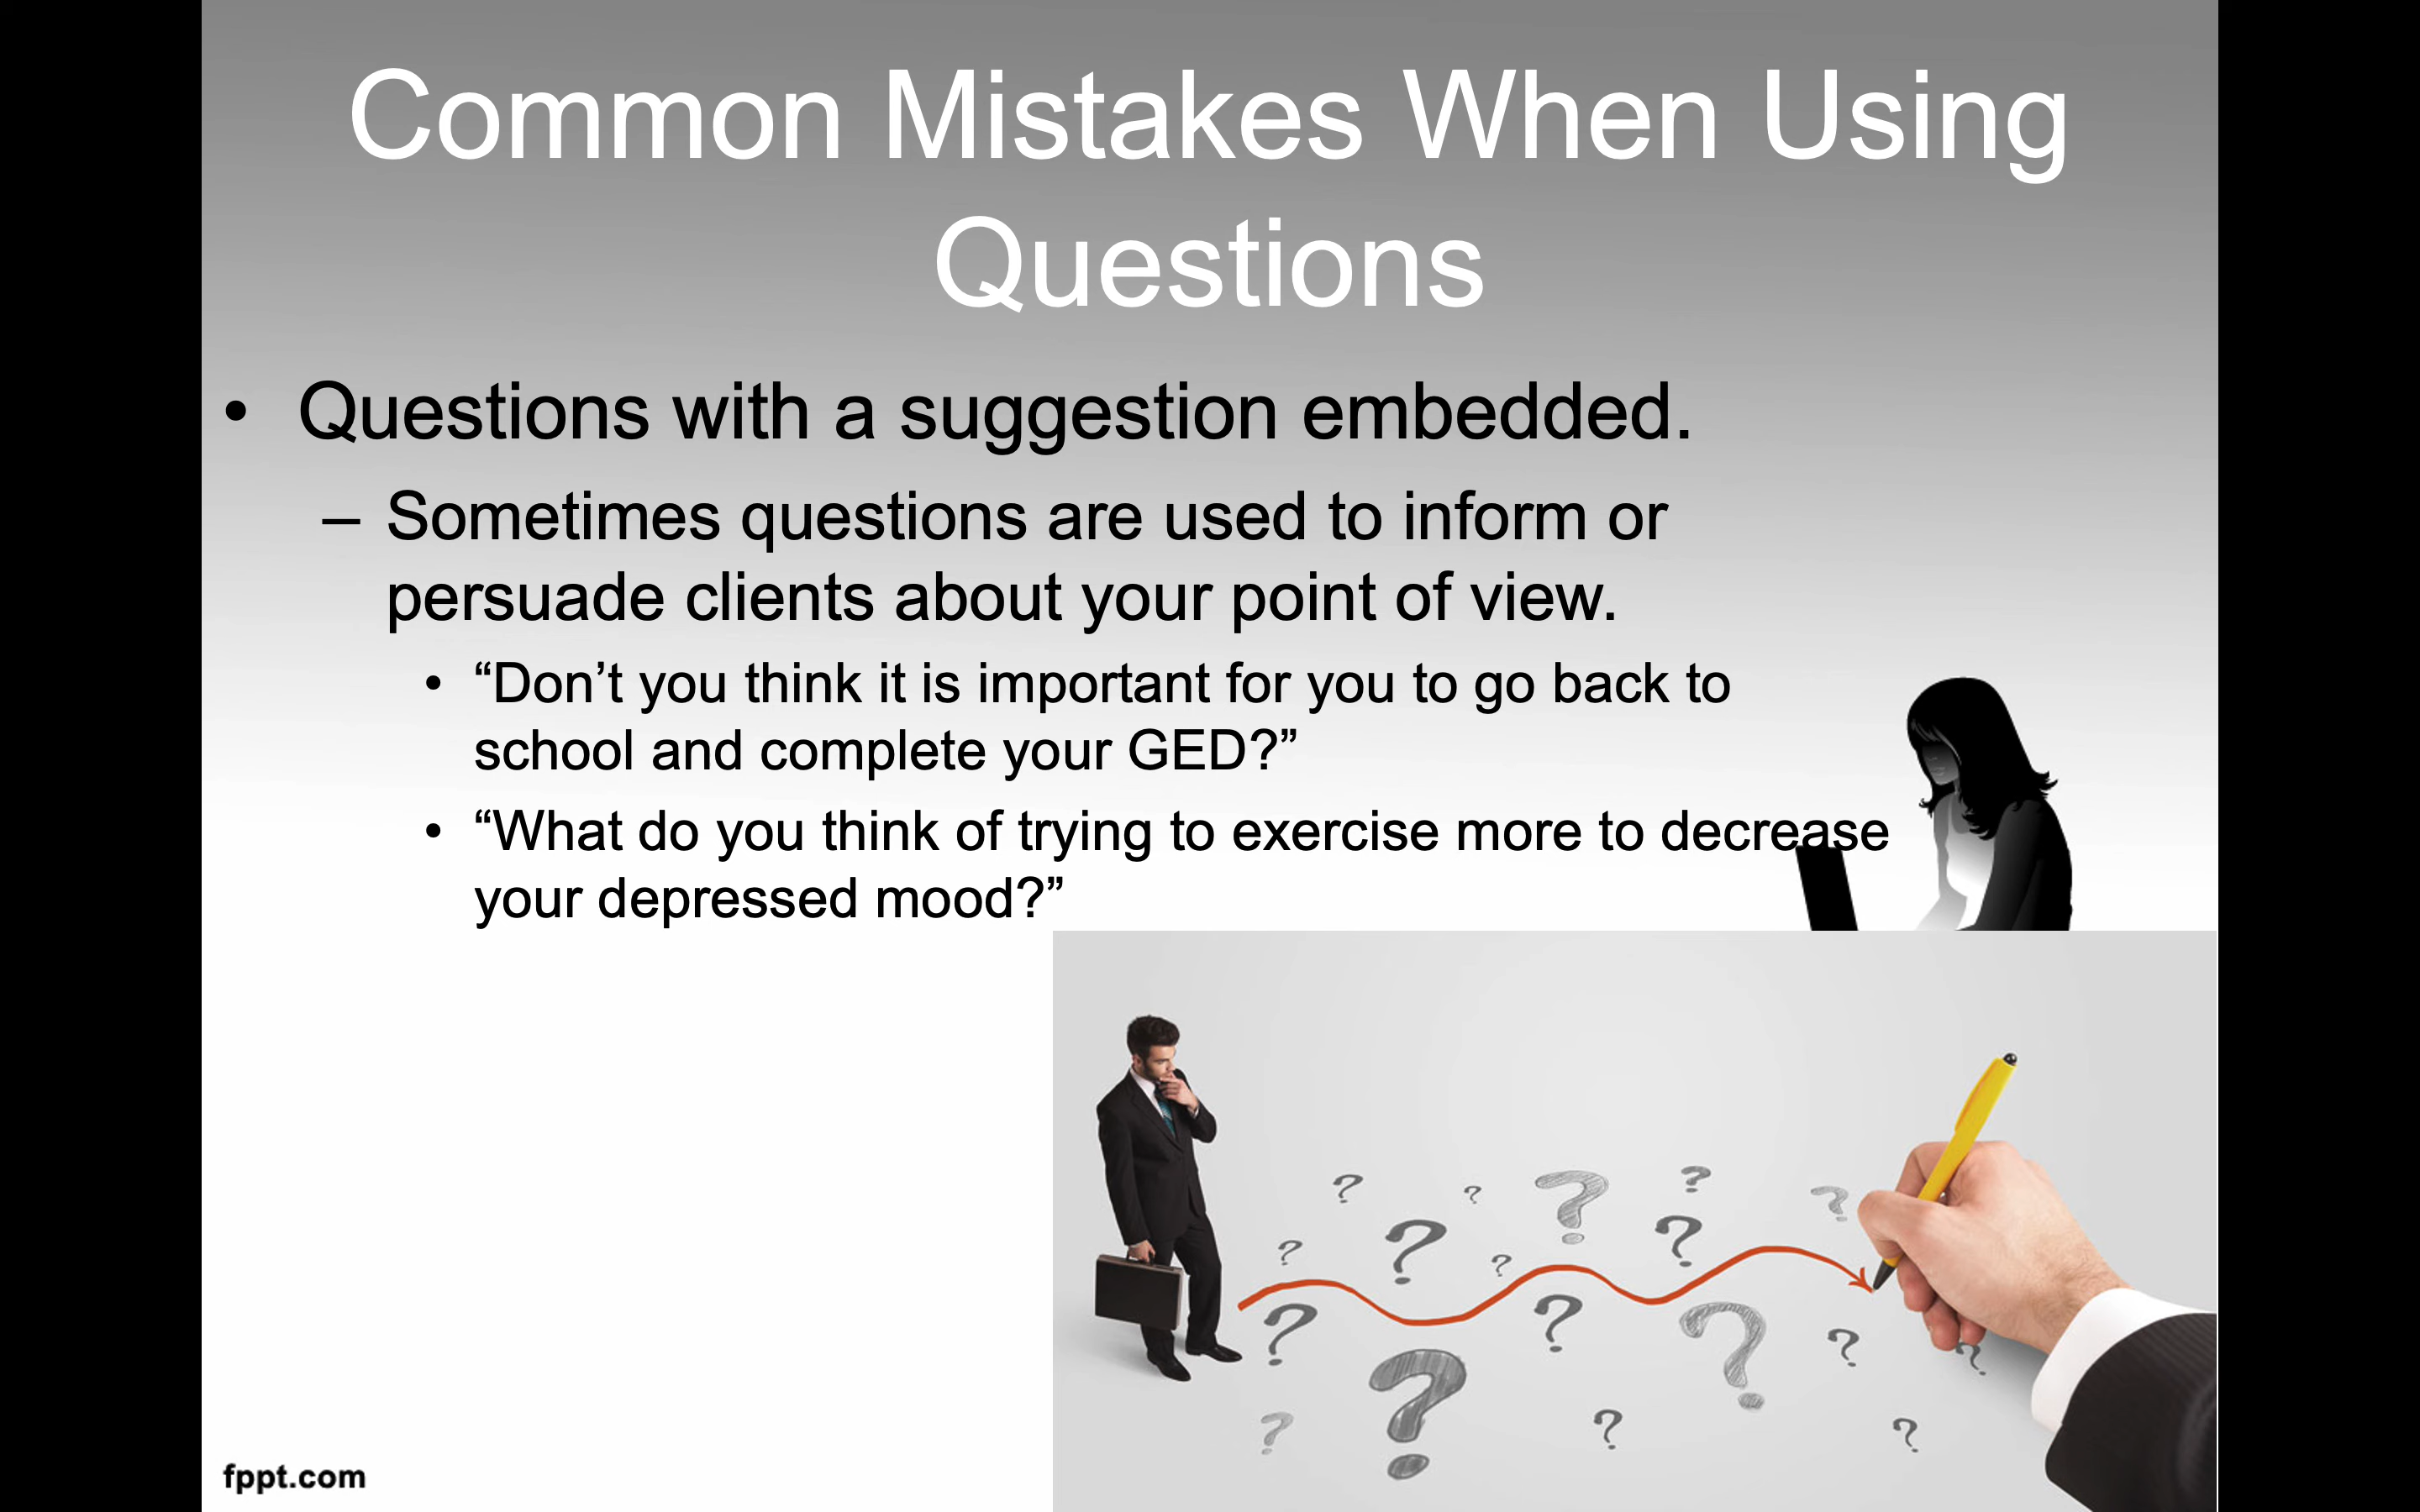 Common Mistakes When Using
Questions
• Questions with a suggestion embedded.
– Sometimes questions are used to inform or
persuade clients about your point of view.
• “Don’t you think it is important for you to go back to
school and complete your GED?”
• “What do you think of trying to exercise more to decrease
your depressed mood?”
? ? ? ? ?
? ? ? ?
? ? ? ? ?
? ? ? ?
fppt.com